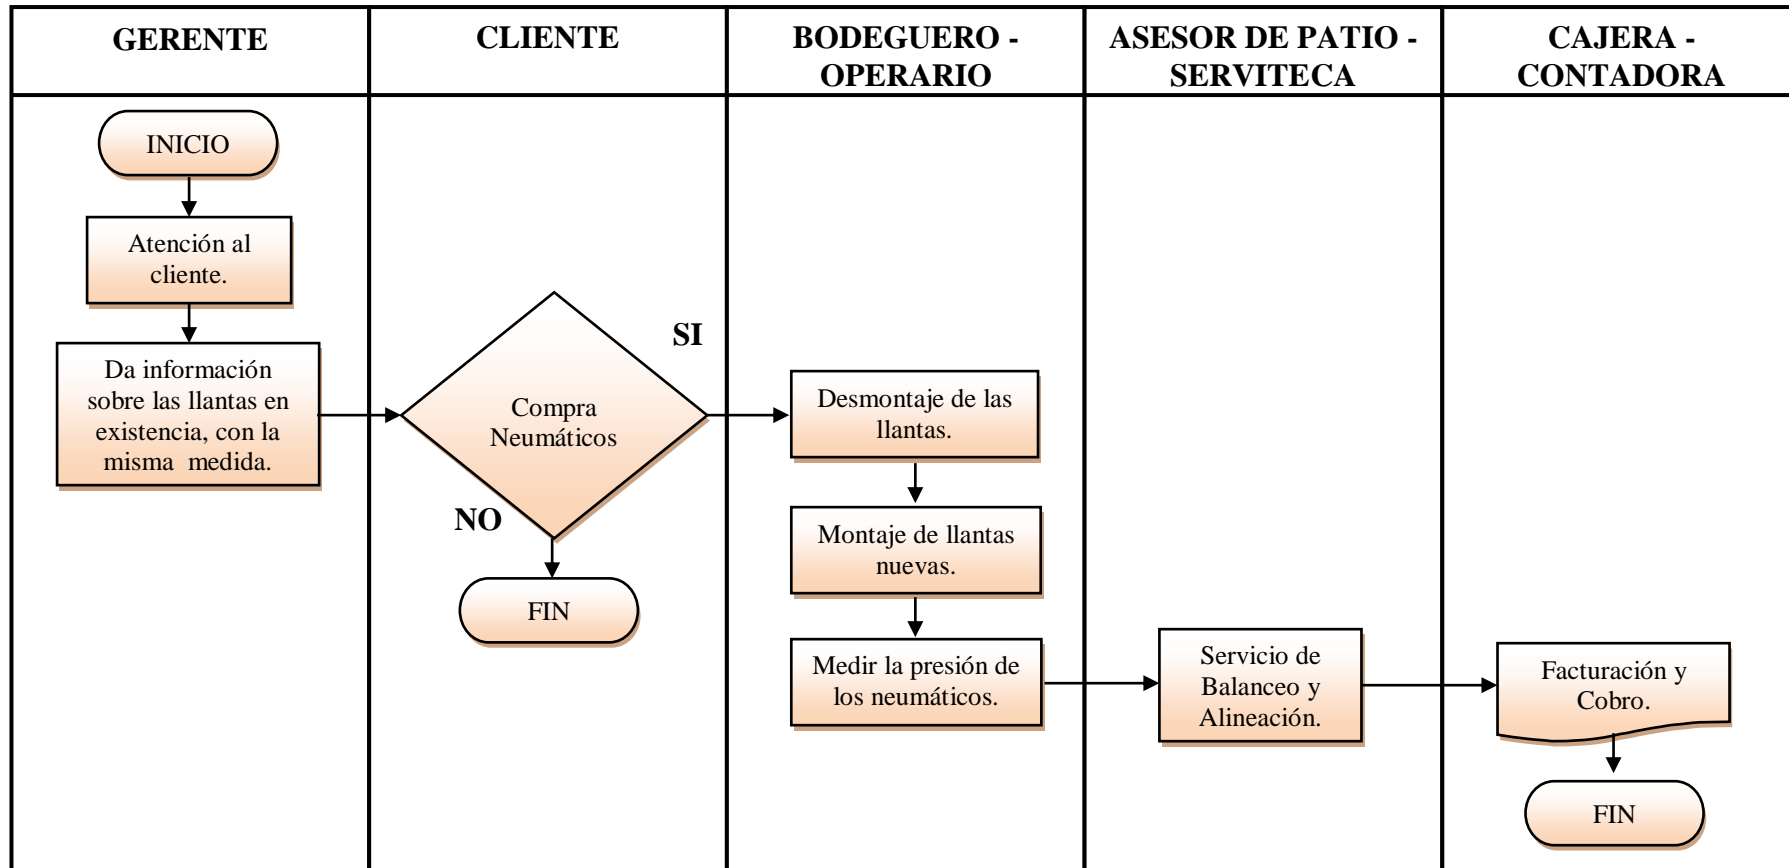 GERENTE
CLIENTE
BODEGUERO -
OPERARIO
ASESOR DE PATIO -
SERVITECA
CAJERA -
CONTADORA
INICIO
Atención al
cliente.
Da información
sobre las llantas en
existencia, con la
misma medida.
Compra
Neumáticos
SI
NO
FIN
Desmontaje de las
llantas.
Montaje de llantas
nuevas.
Medir la presión de
los neumáticos.
Servicio de
Balanceo y
Alineación.
Facturación y
Cobro.
FIN